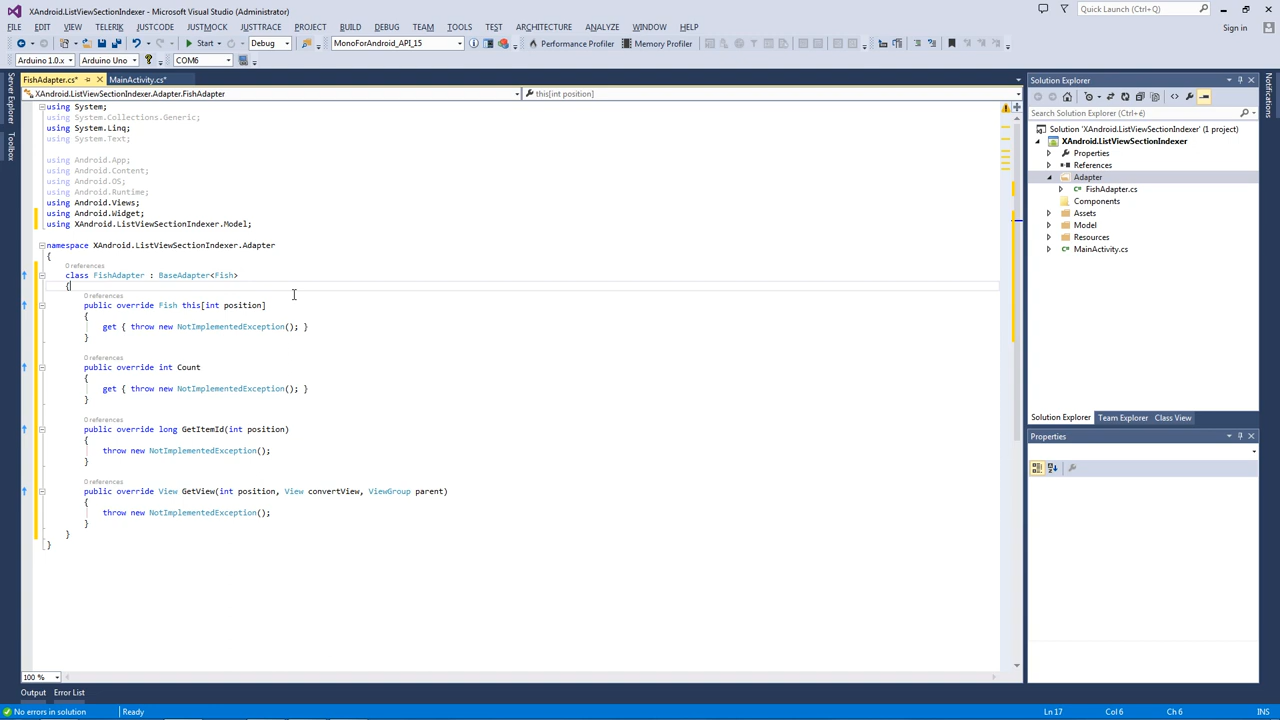 XAndroid.ListViewSectionIndexer - Microsoft Visual Studio (Administrator)
Quick Launch (Ctrl+Q)
FILE EDIT VIEW TELERIK JUSTCODE JUSTMOCK JUSTTRACE PROJECT BUILD DEBUG TEAM TOOLS TEST ARCHITECTURE ANALYZE WINDOW HELP
Sign in
Start Debug MonoForAndroid_API_15 Performance Profiler Memory Profiler
Arduino 1.0.x Arduino Uno COM6
Server Explorer
Toolbox
Notifications
FishAdapter.cs* MainActivity.cs*
XAndroid.ListViewSectionIndexer.Adapter.FishAdapter this[int position]
using System;
using System.Collections.Generic;
using System.Linq;
using System.Text;
using Android.App;
using Android.Content;
using Android.OS;
using Android.Runtime;
using Android.Views;
using Android.Widget;
using XAndroid.ListViewSectionIndexer.Model;
namespace XAndroid.ListViewSectionIndexer.Adapter
{
0 references
class FishAdapter : BaseAdapter<Fish>
{
0 references
public override Fish this[int position]
{
get { throw new NotImplementedException(); }
}
0 references
public override int Count
{
get { throw new NotImplementedException(); }
}
0 references
public override long GetItemId(int position)
{
throw new NotImplementedException();
}
0 references
public override View GetView(int position, View convertView, ViewGroup parent)
{
throw new NotImplementedException();
}
}
}
100 %
Solution Explorer
Search Solution Explorer (Ctrl+é)
Solution 'XAndroid.ListViewSectionIndexer' (1 project)
XAndroid.ListViewSectionIndexer
Properties
References
Adapter
FishAdapter.cs
Components
Assets
Model
Resources
MainActivity.cs
Solution Explorer Team Explorer Class View
Properties
Output Error List
No errors in solution Ready Ln 17 Col 6 Ch 6 INS